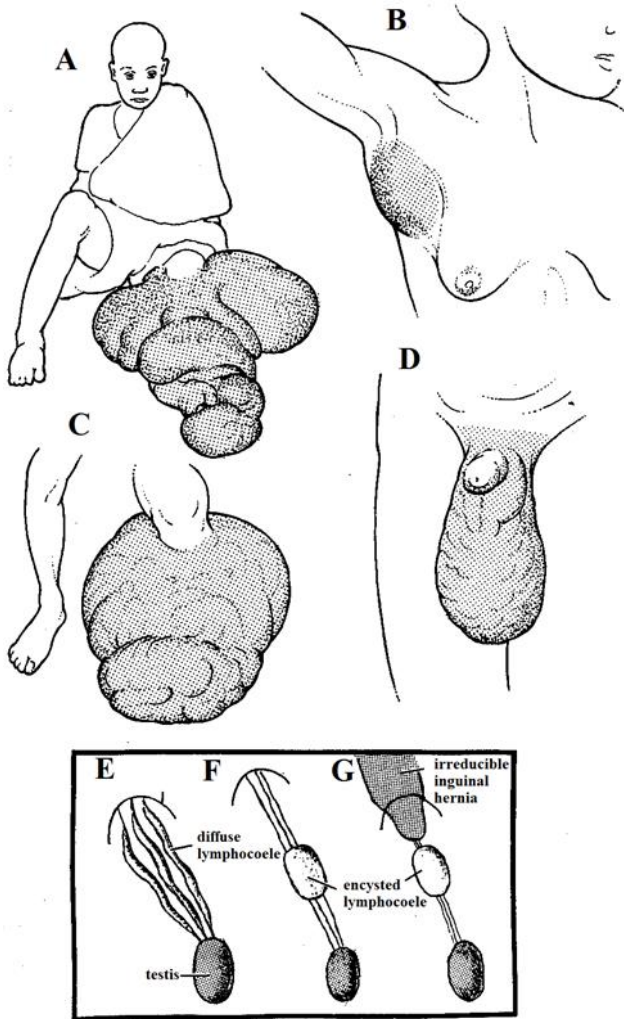 A
B
C
D
E
F
G
irreducible
inguinal
hernia
diffuse
lymphocoele
encysted
lymphocoele
testis